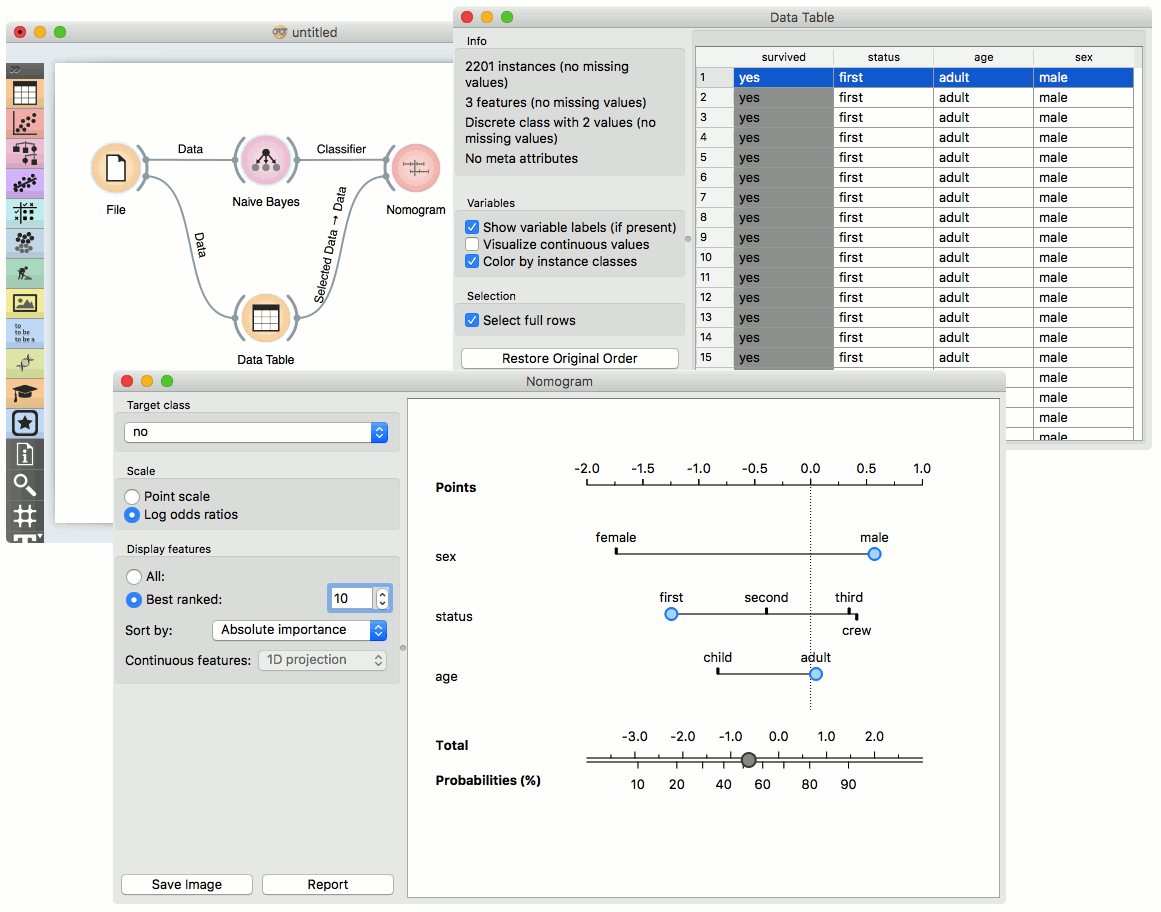 untitled
Data
Classifier
File
Naive Bayes
Nomogram
Data
Selected Data → Data
Data Table
to
to be
to be a
Data Table
Info
2201 instances (no missing
values)
3 features (no missing values)
Discrete class with 2 values (no
missing values)
No meta attributes
Variables
Show variable labels (if present)
Visualize continuous values
Color by instance classes
Selection
Select full rows
Restore Original Order
survived status age sex
1 yes first adult male
2 yes first adult male
3 yes first adult male
4 yes first adult male
5 yes first adult male
6 yes first adult male
7 yes first adult male
8 yes first adult male
9 yes first adult male
10 yes first adult male
11 yes first adult male
12 yes first adult male
13 yes first adult male
14 yes first adult male
15 yes first adult male
male
male
male
male
Nomogram
Target class
no
Scale
Point scale
Log odds ratios
Display features
All:
Best ranked: 10
Sort by: Absolute importance
Continuous features: 1D projection
Save Image Report
-2.0 -1.5 -1.0 -0.5 0.0 0.5 1.0
Points
female male
sex
first second third
status
crew
child adult
age
-3.0 -2.0 -1.0 0.0 1.0 2.0
Total
Probabilities (%)
10 20 40 60 80 90